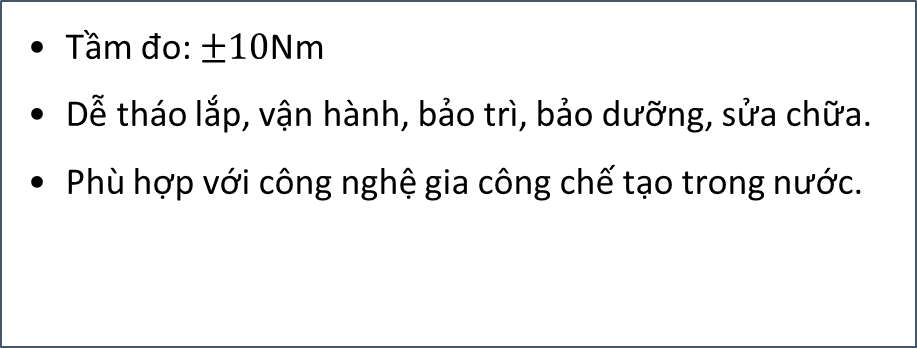 • Tầm đo: ±10Nm
• Dễ tháo lắp, vận hành, bảo trì, bảo dưỡng, sửa chữa.
• Phù hợp với công nghệ gia công chế tạo trong nước.